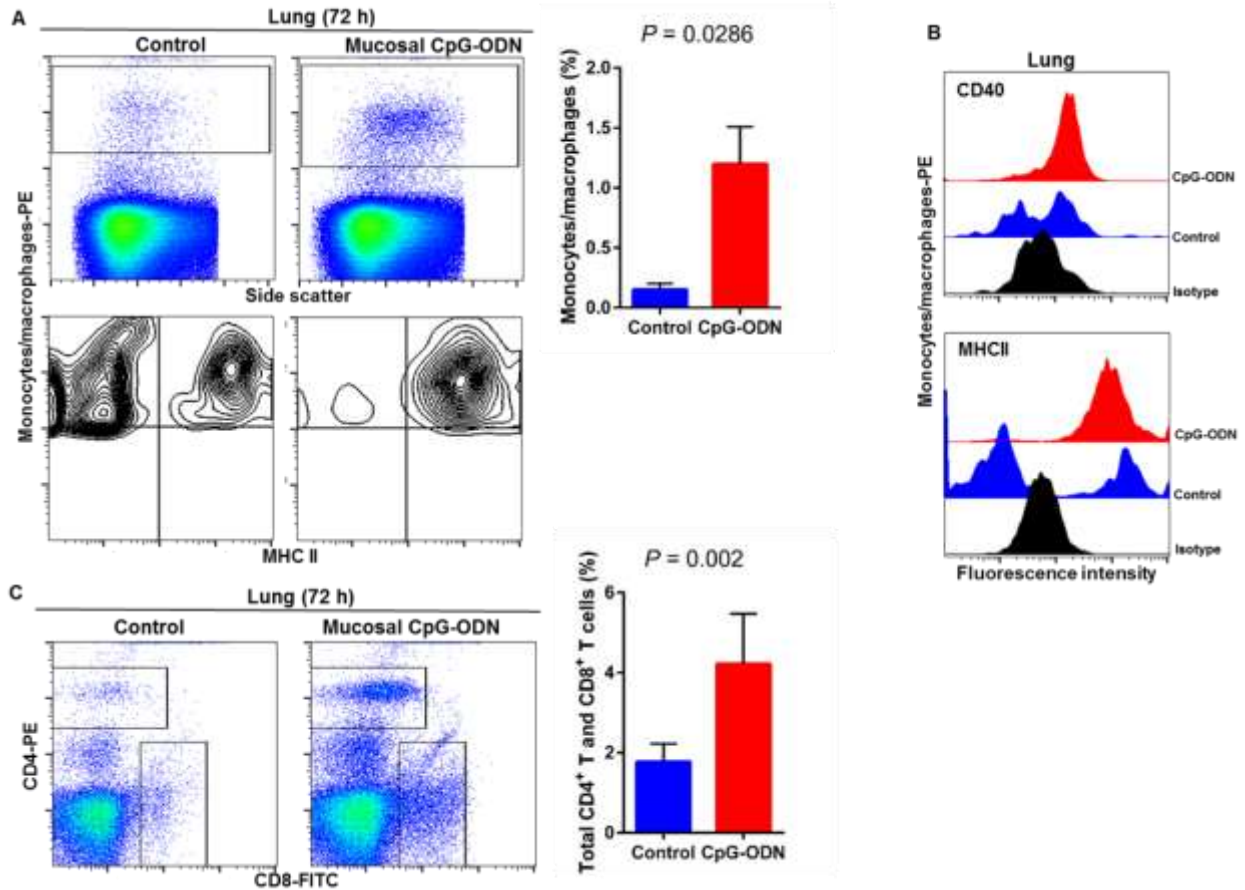 A
Lung (72 h)
Control
Mucosal CpG-ODN
Monocytes/macrophages-PE
Side scatter
MHC II
P = 0.0286
Monocytes/macrophages (%)
2.0
1.5
1.0
0.5
0.0
Control CpG-ODN
B
Lung
CD40
CpG-ODN
Control
Isotype
Monocytes/macrophages-PE
MHCII
CpG-ODN
Control
Isotype
Fluorescence intensity
C
Lung (72 h)
Control
Mucosal CpG-ODN
CD4-PE
CD8-FITC
P = 0.002
Total CD4+ T and CD8+ T cells (%)
6
4
2
0
Control CpG-ODN